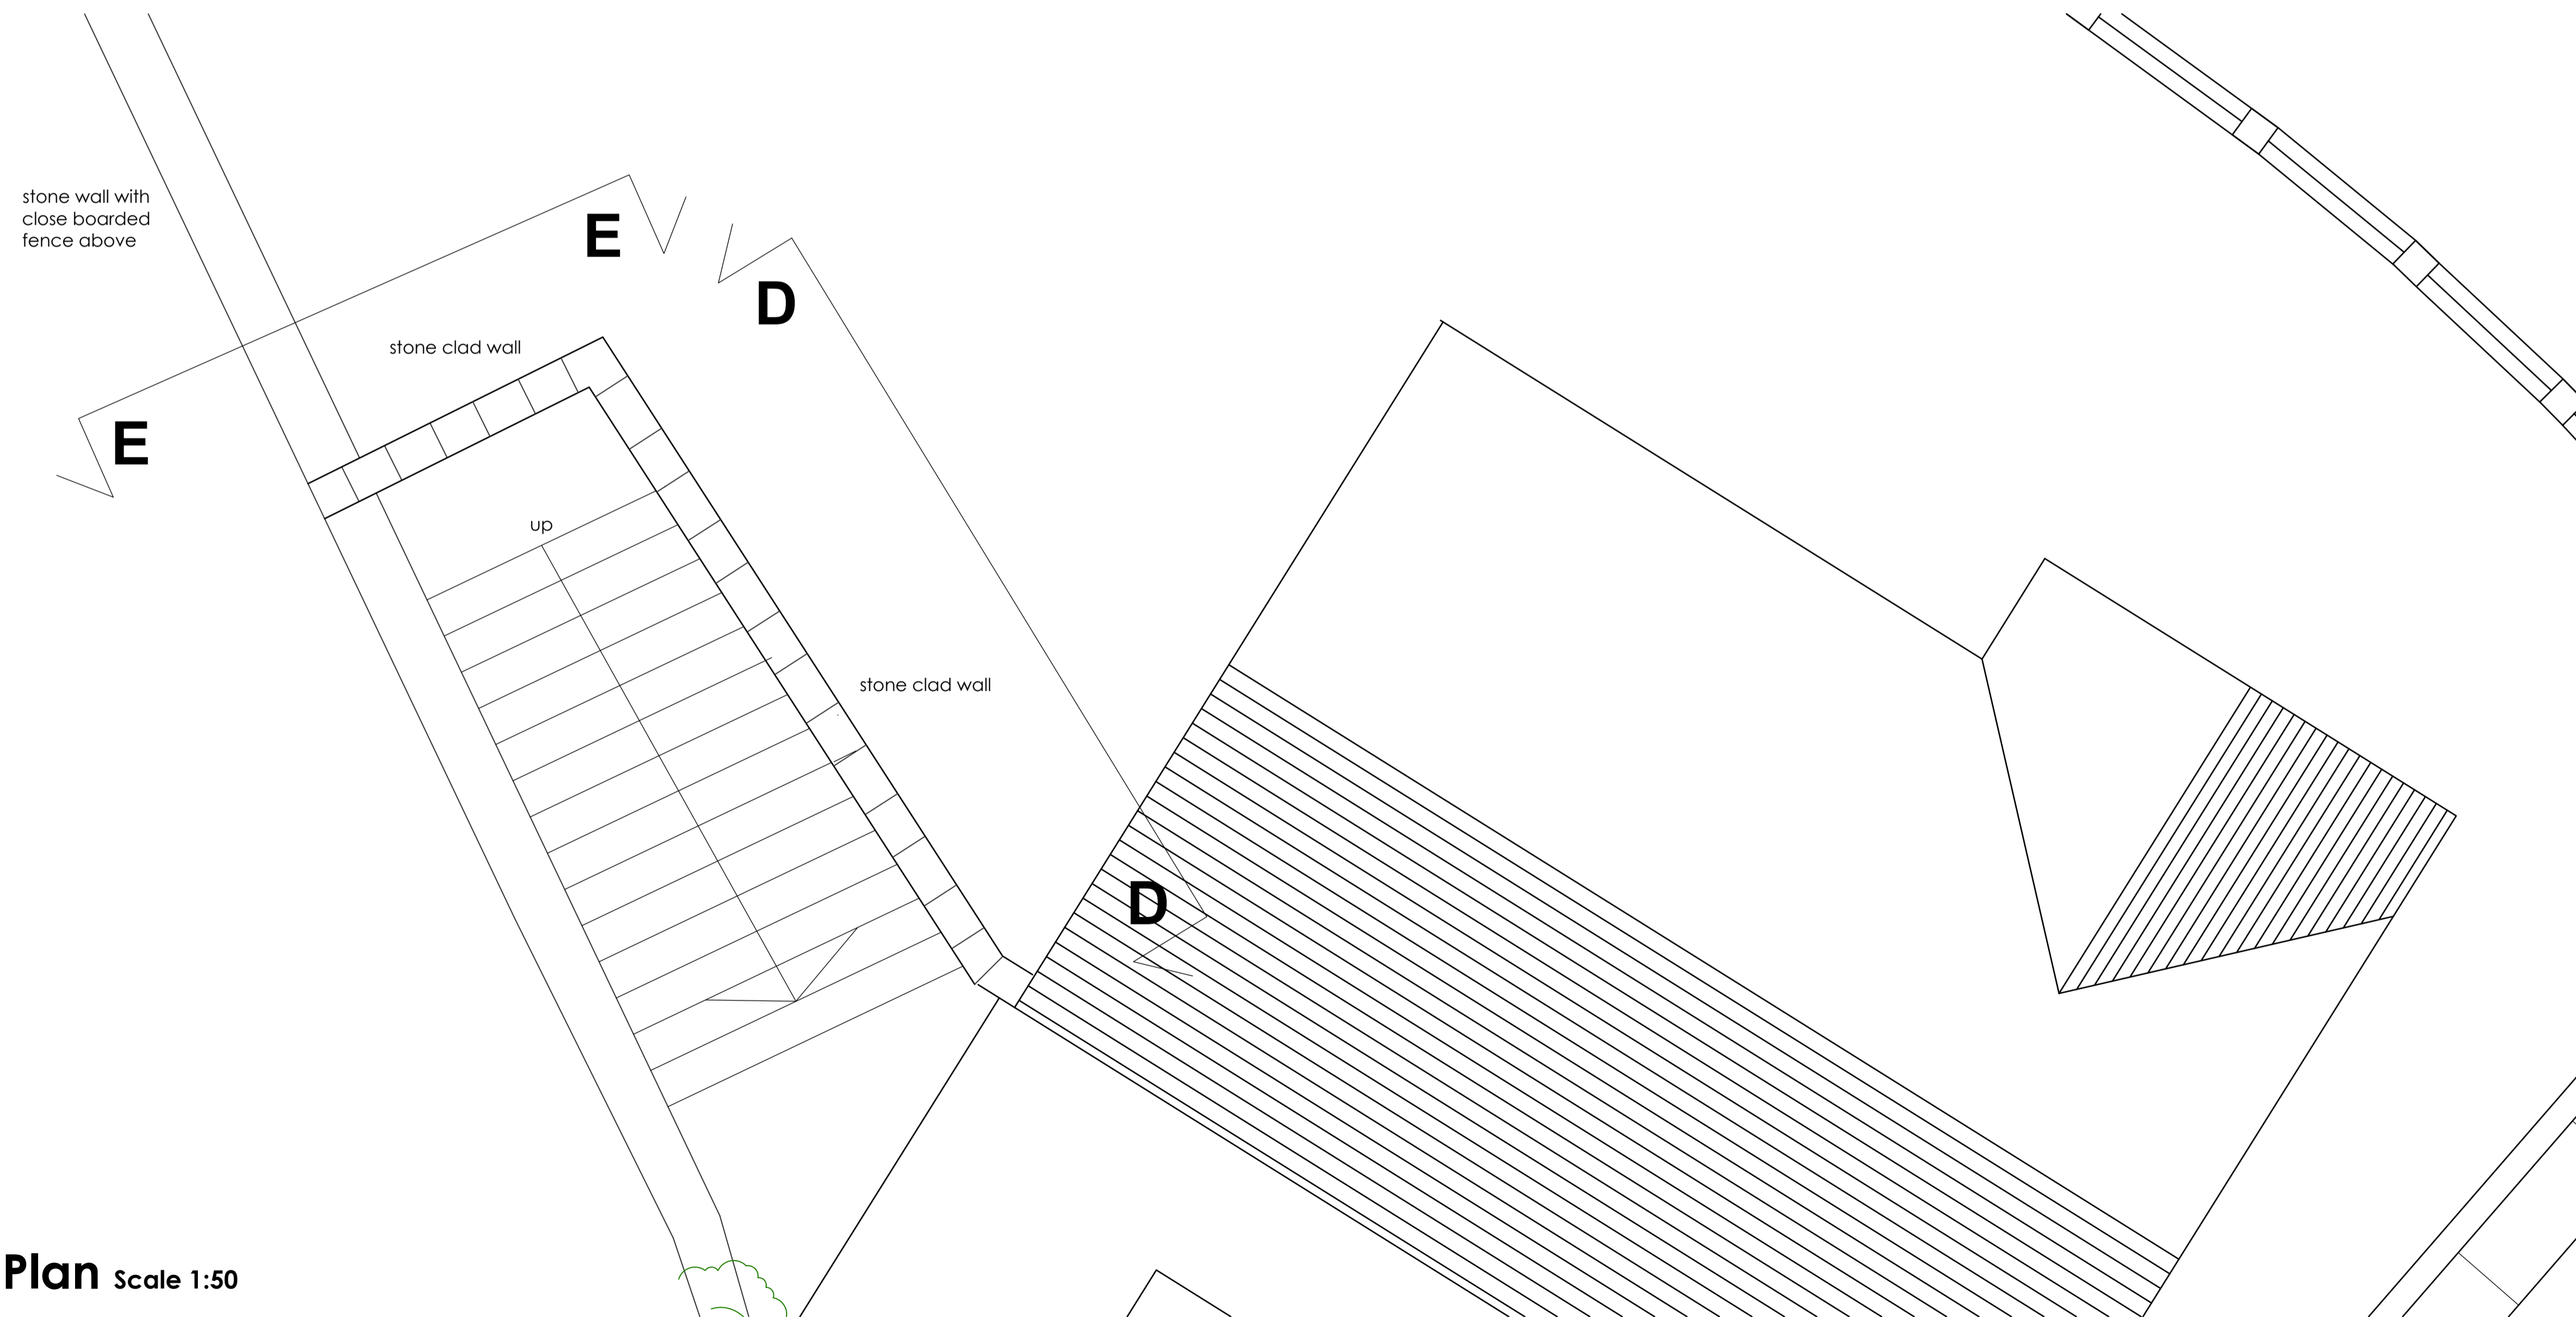 stone wall with
close boarded
fence above
E
D
stone clad wall
E
up
stone clad wall
D
Plan Scale 1:50